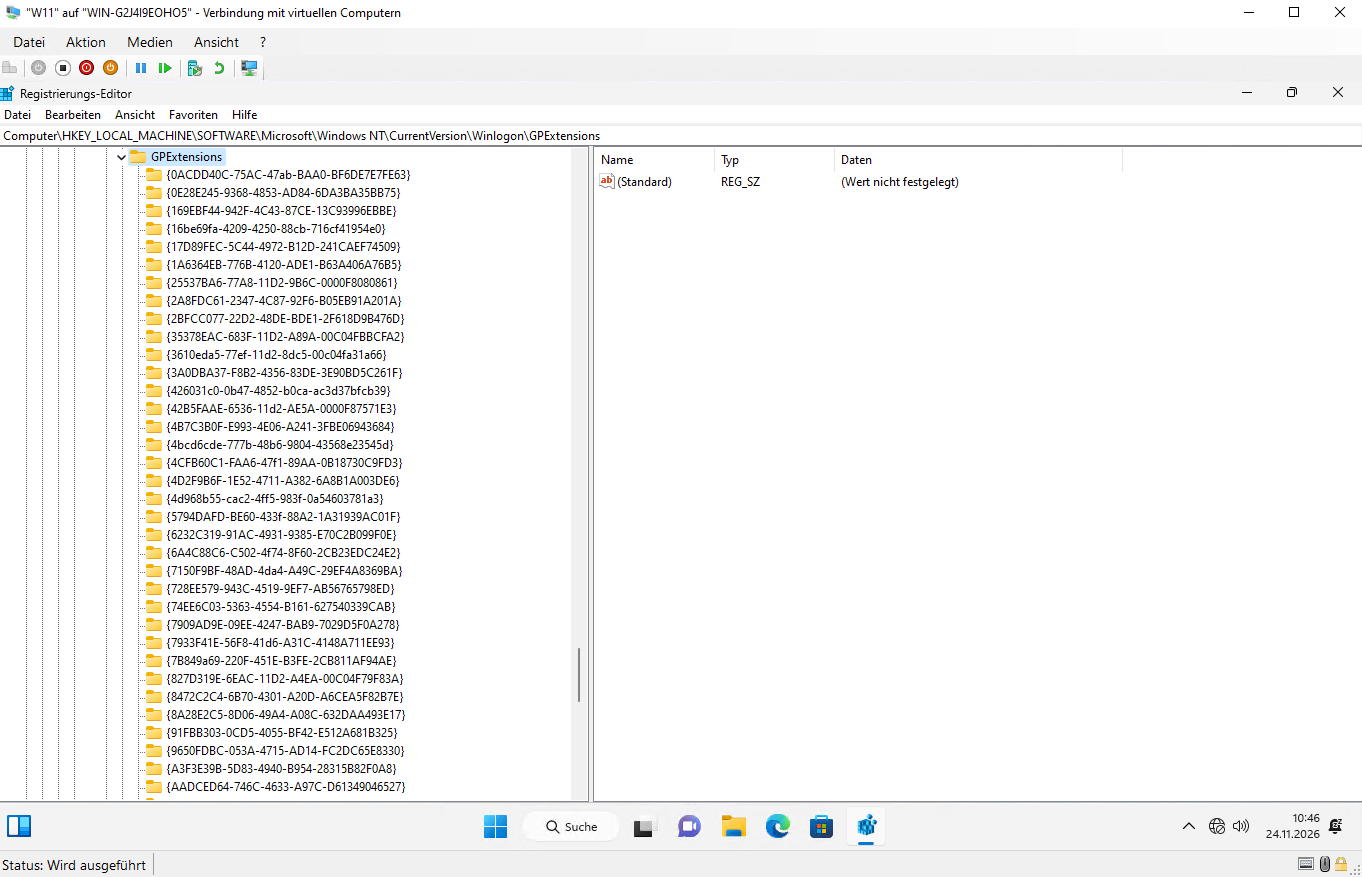 "W11" auf "WIN-G2J4I9EOHO5" - Verbindung mit virtuellen Computern
Datei Aktion Medien Ansicht ?
Registrierungs-Editor
Datei Bearbeiten Ansicht Favoriten Hilfe
Computer\HKEY_LOCAL_MACHINE\SOFTWARE\Microsoft\Windows NT\CurrentVersion\Winlogon\GPExtensions
GPExtensions
{0ACDD40C-75AC-47ab-BAA0-BF6DE7E7FE63}
{0E28E245-9368-4853-AD84-6DA3BA35BB75}
{169EBF44-942F-4C43-87CE-13C93996EBBE}
{16be69fa-4209-4250-88cb-716cf41954e0}
{17D89FEC-5C44-4972-B12D-241CAEF74509}
{1A6364EB-776B-4120-ADE1-B63A406A76B5}
{25537BA6-77A8-11D2-9B6C-0000F8080861}
{2A8FDC61-2347-4C87-92F6-B05EB91A201A}
{2BFCC077-22D2-48DE-BDE1-2F618D9B476D}
{35378EAC-683F-11D2-A89A-00C04FBBCFA2}
{3610eda5-77ef-11d2-8dc5-00c04fa31a66}
{3A0DBA37-F8B2-4356-83DE-3E90BD5C261F}
{426031c0-0b47-4852-b0ca-ac3d37bfcb39}
{42B5FAAE-6536-11d2-AE5A-0000F87571E3}
{4B7C3B0F-E993-4E06-A241-3FBE06943684}
{4bcd6cde-777b-48b6-9804-43568e23545d}
{4CFB60C1-FAA6-47f1-89AA-0B18730C9FD3}
{4D2F9B6F-1E52-4711-A382-6A8B1A003DE6}
{4d968b55-cac2-4ff5-983f-0a54603781a3}
{5794DAFD-BE60-433f-88A2-1A31939AC01F}
{6232C319-91AC-4931-9385-E70C2B099F0E}
{6A4C88C6-C502-4f74-8F60-2CB23EDC24E2}
{7150F9BF-48AD-4da4-A49C-29EF4A8369BA}
{728EE579-943C-4519-9EF7-AB56765798ED}
{74EE6C03-5363-4554-B161-627540339CAB}
{7909AD9E-09EE-4247-BAB9-7029D5F0A278}
{7933F41E-56F8-41d6-A31C-4148A711EE93}
{7B849a69-220F-451E-B3FE-2CB811AF94AE}
{827D319E-6EAC-11D2-A4EA-00C04F79F83A}
{8472C2C4-6B70-4301-A20D-A6CEA5F82B7E}
{8A28E2C5-8D06-49A4-A08C-632DAA493E17}
{91FBB303-0CD5-4055-BF42-E512A681B325}
{9650FDBC-053A-4715-AD14-FC2DC65E8330}
{A3F3E39B-5D83-4940-B954-28315B82F0A8}
{AADCED64-746C-4633-A97C-D61349046527}
Name Typ Daten
(Standard) REG_SZ (Wert nicht festgelegt)
Suche
10:46
24.11.2026
Status: Wird ausgeführt